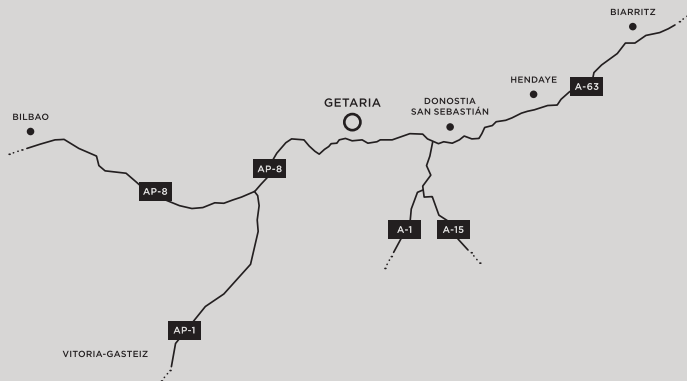 BIARRITZ
HENDAYE
A-63
GETARIA
DONOSTIA
SAN SEBASTIÁN
BILBAO
AP-8
AP-8
A-1
A-15
AP-1
VITORIA-GASTEIZ